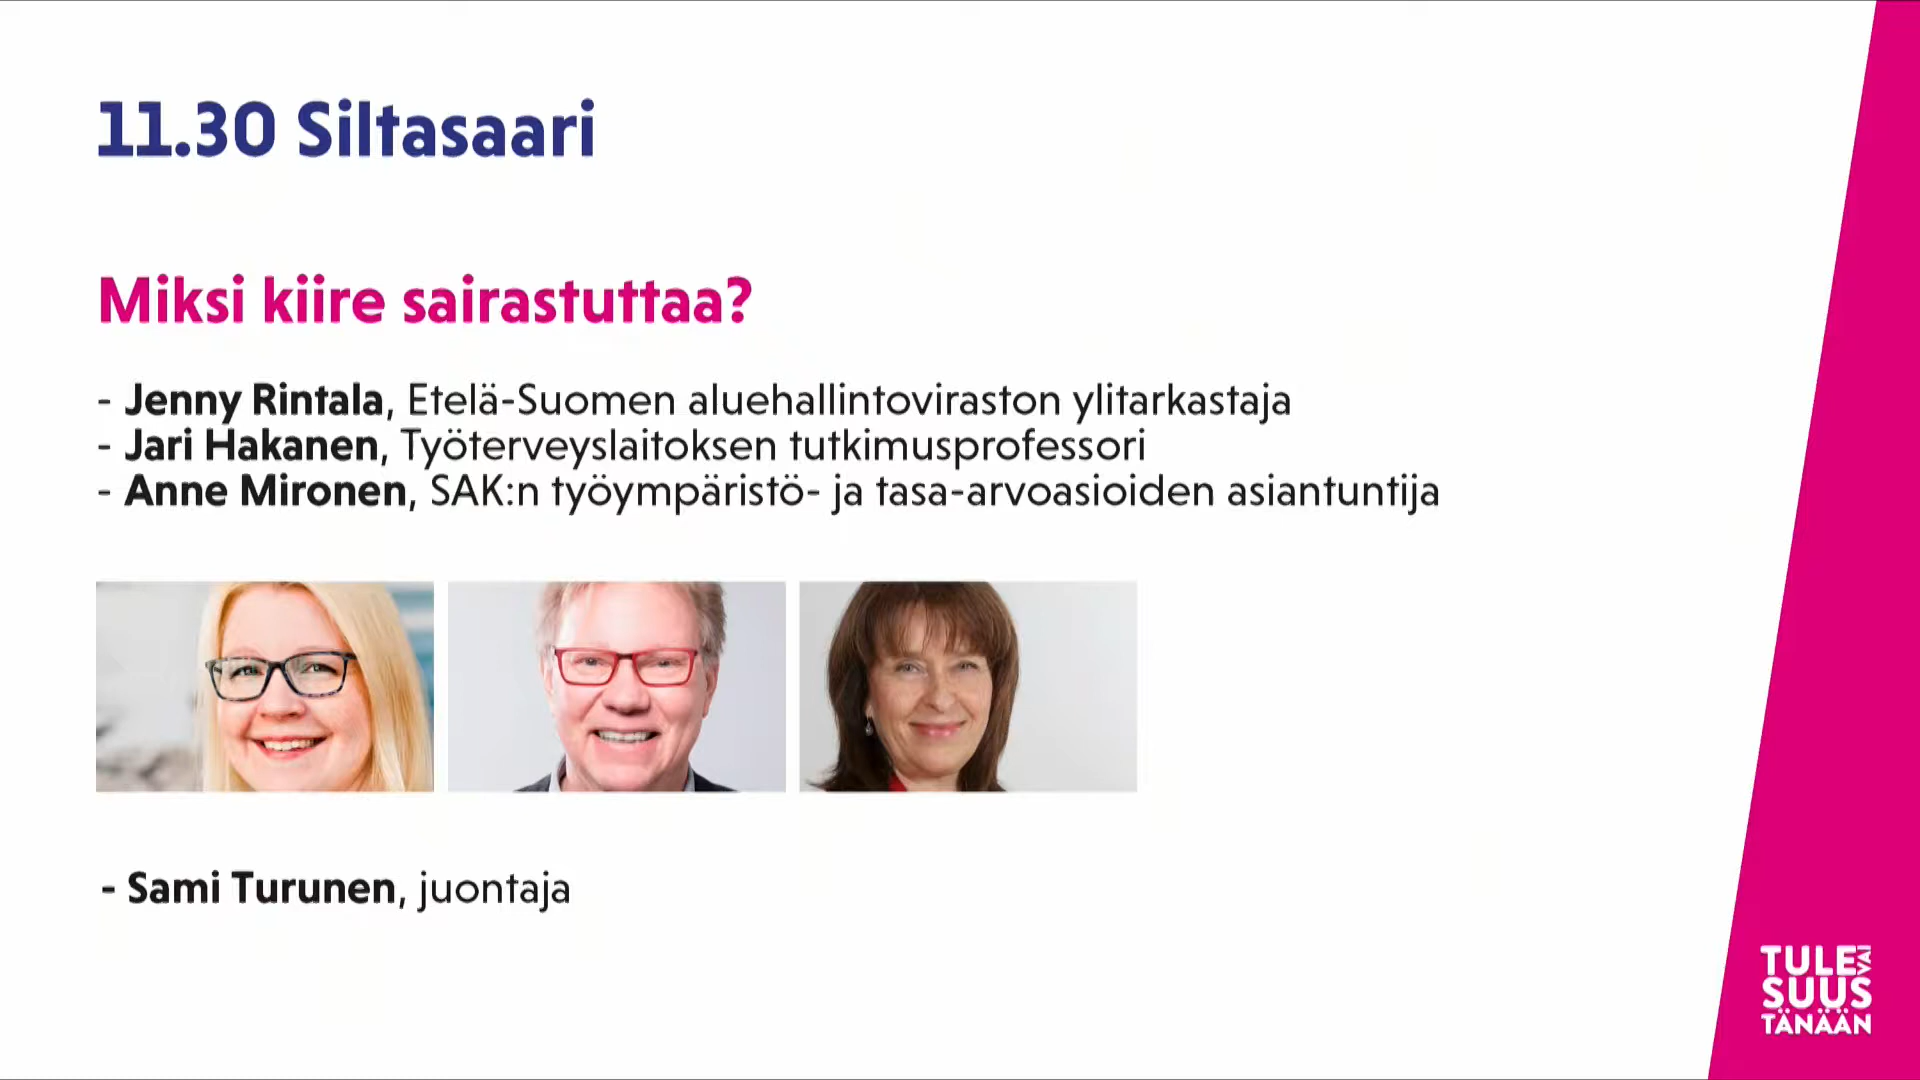 11.30 Siltasaari
Miksi kiire sairastuttaa?
- Jenny Rintala, Etelä-Suomen aluehallintoviraston ylitarkastaja
- Jari Hakanen, Työterveyslaitoksen tutkimusprofessori
- Anne Mironen, SAK:n työympäristö- ja tasa-arvoasioiden asiantuntija
- Sami Turunen, juontaja
TULEVAI
SUUS
TÄNÄÄN